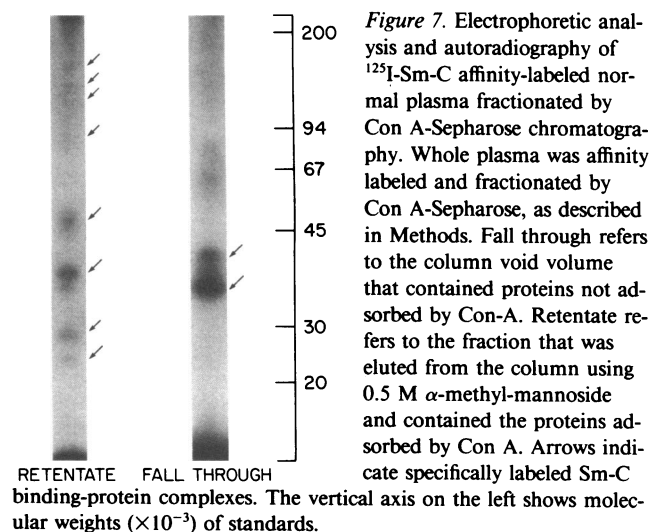 200
94
67
45
30
20
RETENTATE FALL THROUGH
Figure 7. Electrophoretic anal-
ysis and autoradiography of
¹²⁵I-Sm-C affinity-labeled nor-
mal plasma fractionated by
Con A-Sepharose chromatogra-
phy. Whole plasma was affinity
labeled and fractionated by
Con A-Sepharose, as described
in Methods. Fall through refers
to the column void volume
that contained proteins not ad-
sorbed by Con-A. Retentate re-
fers to the fraction that was
eluted from the column using
0.5 M α-methyl-mannoside
and contained the proteins ad-
sorbed by Con A. Arrows indi-
cate specifically labeled Sm-C
binding-protein complexes. The vertical axis on the left shows molec-
ular weights (×10⁻³) of standards.